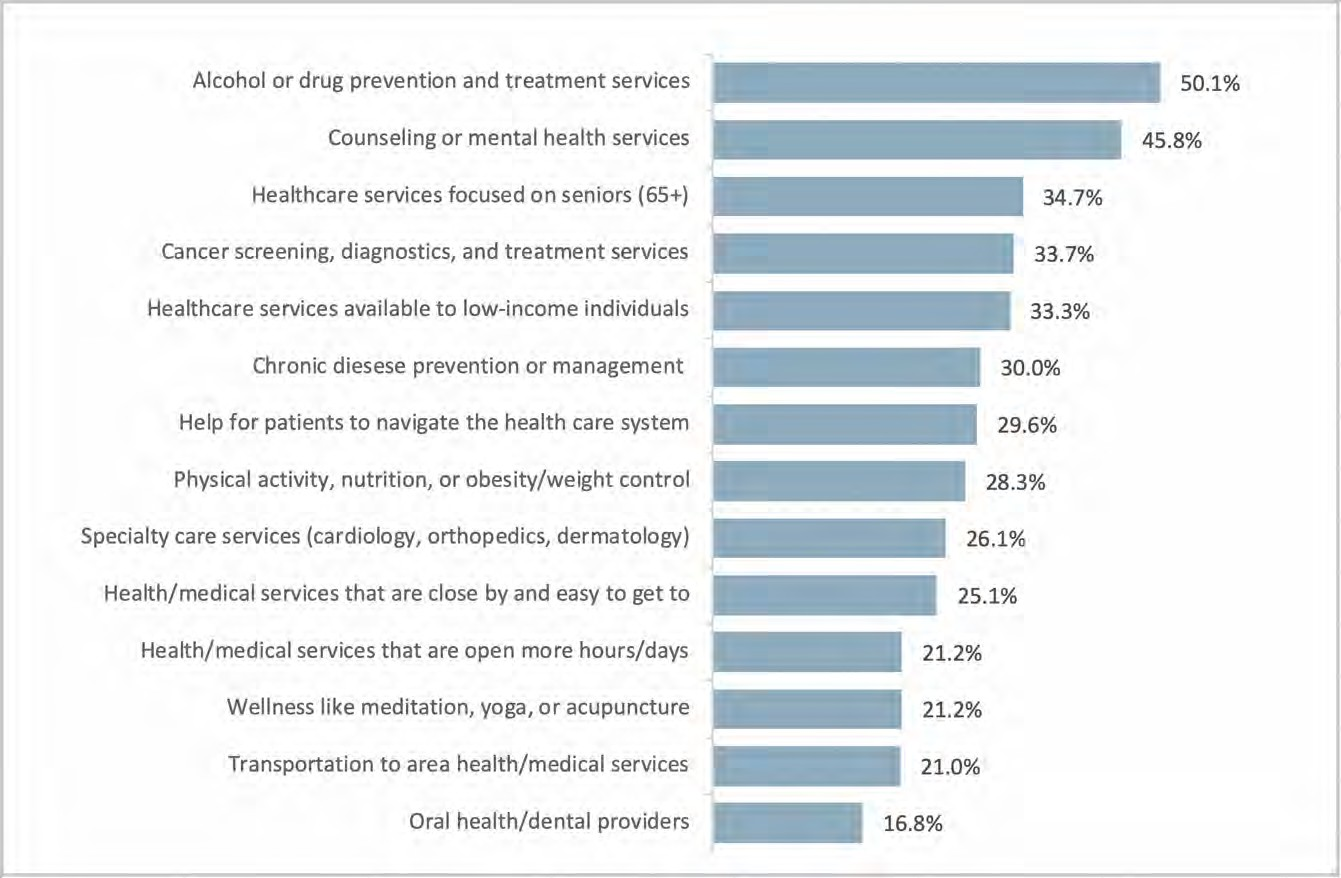 Alcohol or drug prevention and treatment services 50.1%
Counseling or mental health services 45.8%
Healthcare services focused on seniors (65+) 34.7%
Cancer screening, diagnostics, and treatment services 33.7%
Healthcare services available to low-income individuals 33.3%
Chronic diesese prevention or management 30.0%
Help for patients to navigate the health care system 29.6%
Physical activity, nutrition, or obesity/weight control 28.3%
Specialty care services (cardiology, orthopedics, dermatology) 26.1%
Health/medical services that are close by and easy to get to 25.1%
Health/medical services that are open more hours/days 21.2%
Wellness like meditation, yoga, or acupuncture 21.2%
Transportation to area health/medical services 21.0%
Oral health/dental providers 16.8%